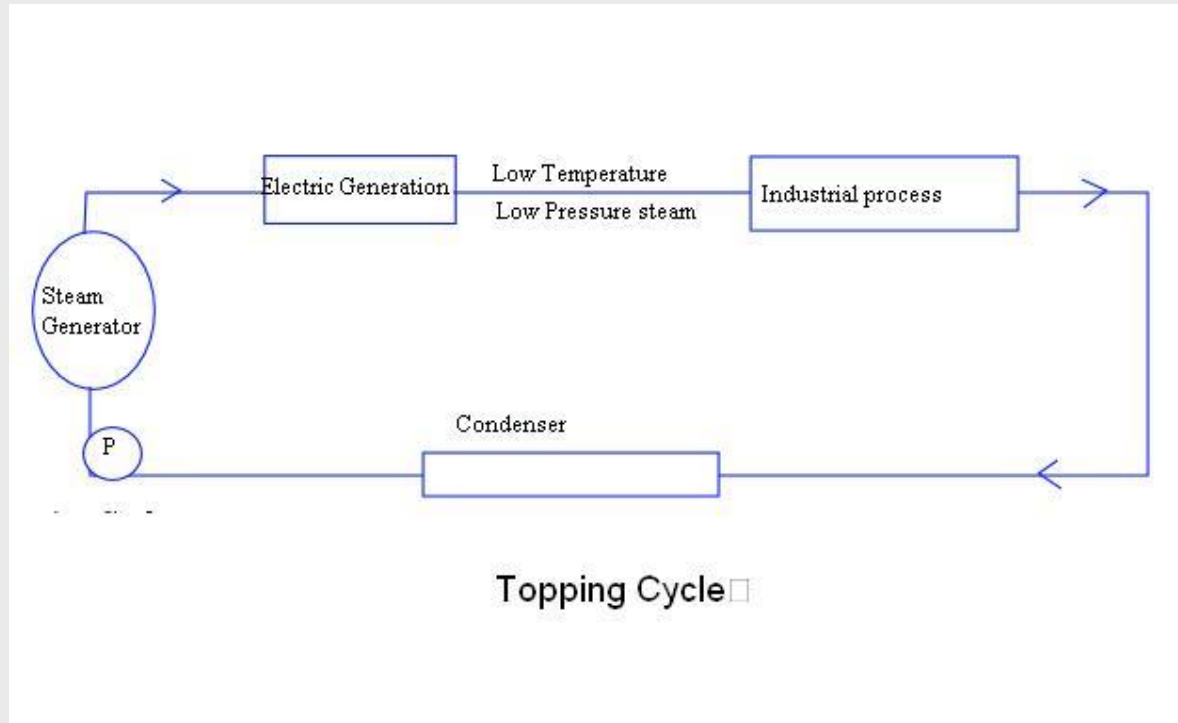 Electric Generation
Low Temperature
Low Pressure steam
Industrial process
Steam
Generator
Condenser
P
Topping Cycle